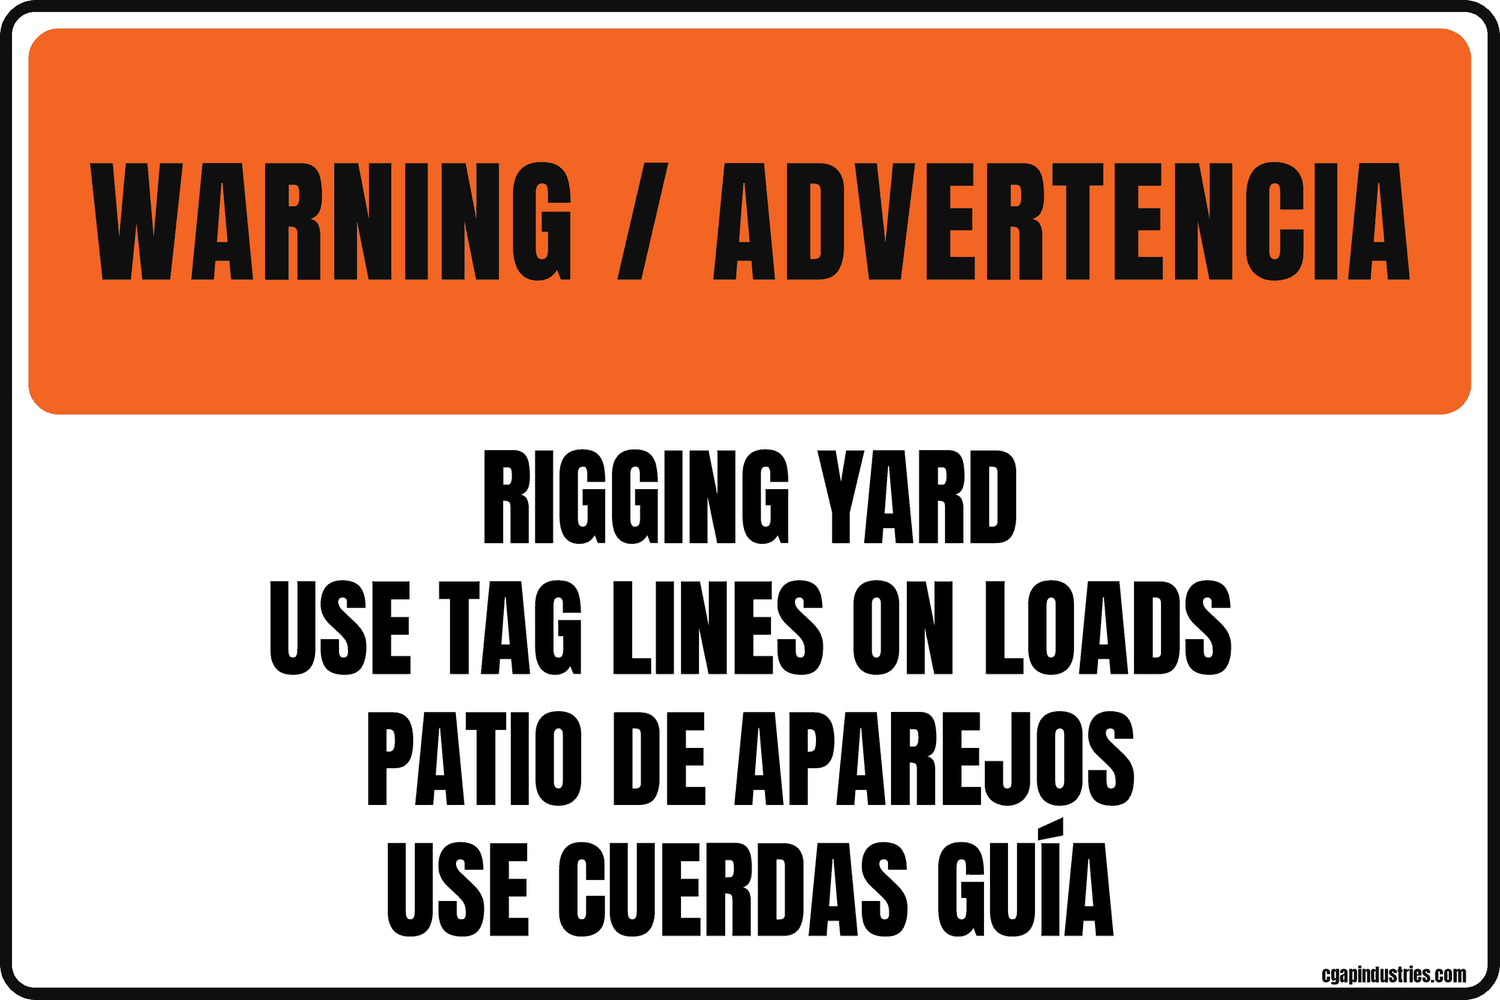 WARNING / ADVERTENCIA
RIGGING YARD
USE TAG LINES ON LOADS
PATIO DE APAREJOS
USE CUERDAS GUÍA
cgapindustries.com